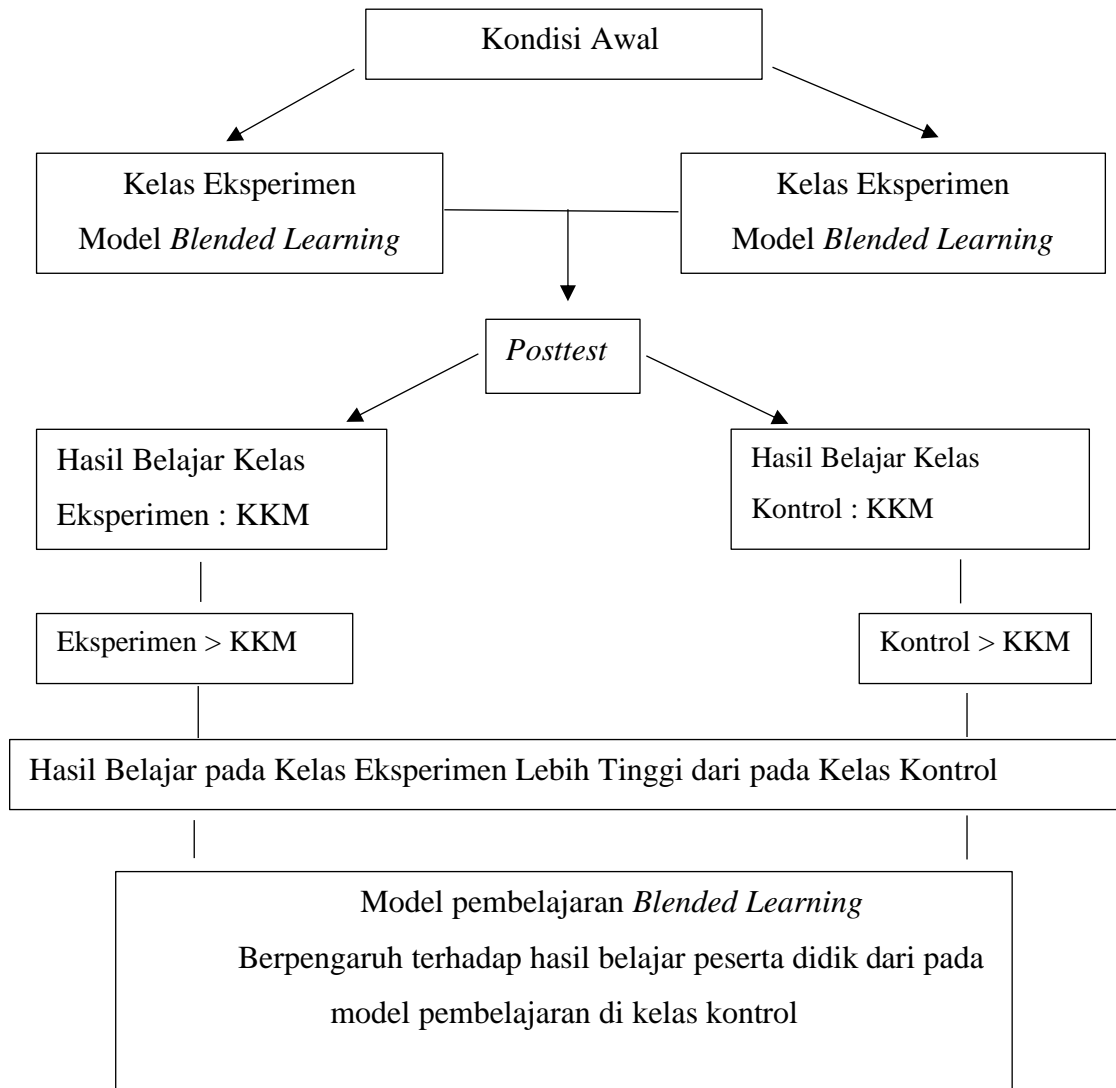 Kondisi Awal
Kelas Eksperimen
Model Blended Learning
Kelas Eksperimen
Model Blended Learning
Posttest
Hasil Belajar Kelas
Eksperimen : KKM
Hasil Belajar Kelas
Kontrol : KKM
Eksperimen > KKM
Kontrol > KKM
Hasil Belajar pada Kelas Eksperimen Lebih Tinggi dari pada Kelas Kontrol
Model pembelajaran Blended Learning
Berpengaruh terhadap hasil belajar peserta didik dari pada
model pembelajaran di kelas kontrol